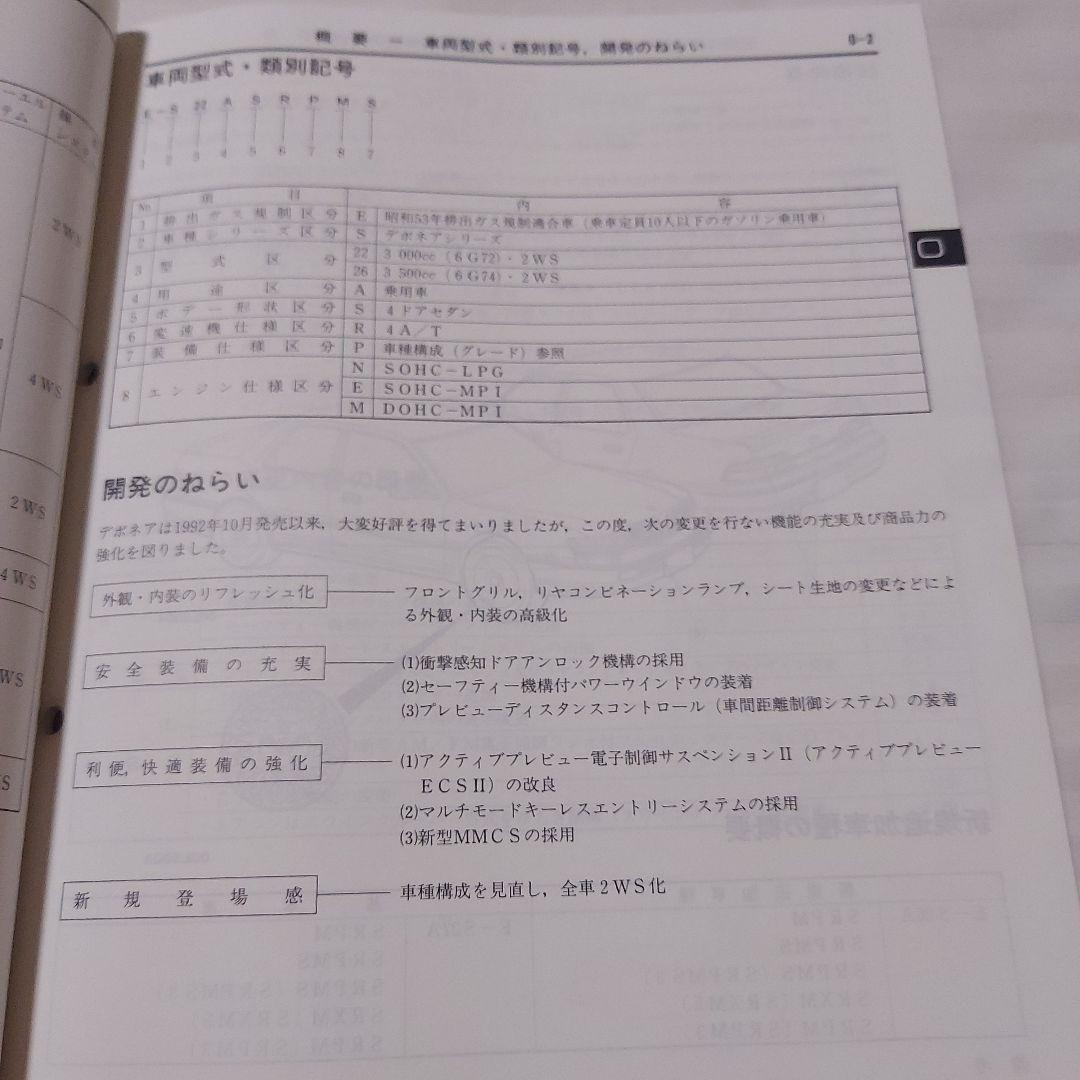 概　要 － 車両型式・類別記号，開発のねらい　0-2
車両型式・類別記号
E－S 22 A S R P M S
1 2 3 4 5 6 7 8 7
No 項 目 内 容
1 排出ガス規制区分 E 昭和53年排出ガス規制適合車（乗車定員10人以下のガソリン乗用車）
2 車種シリーズ区分 S デボネアシリーズ
3 型式区分 22 3 000cc（6G72）・2WS
26 3 500cc（6G74）・2WS
4 用途区分 A 乗用車
5 ボデー形状区分 S 4ドアセダン
6 変速機仕様区分 R 4A／T
7 装備仕様区分 P 車種構成（グレード）参照
8 エンジン仕様区分 N SOHC－LPG
E SOHC－MPI
M DOHC－MPI
開発のねらい
デボネアは1992年10月発売以来，大変好評を得てまいりましたが，この度，次の変更を行ない機能の充実及び商品力の
強化を図りました。
外観・内装のリフレッシュ化 フロントグリル，リヤコンビネーションランプ，シート生地の変更などによ
る外観・内装の高級化
安全装備の充実 (1)衝撃感知ドアアンロック機構の採用
(2)セーフティー機構付パワーウインドウの装着
(3)プレビューディスタンスコントロール（車間距離制御システム）の装着
利便，快適装備の強化 (1)アクティブプレビュー電子制御サスペンションⅡ（アクティブプレビュー
ＥＣＳⅡ）の改良
(2)マルチモードキーレスエントリーシステムの採用
(3)新型ＭＭＣＳの採用
新規登場感 車種構成を見直し，全車2WS化
0
2WS
4WS
2WS
4WS
WS